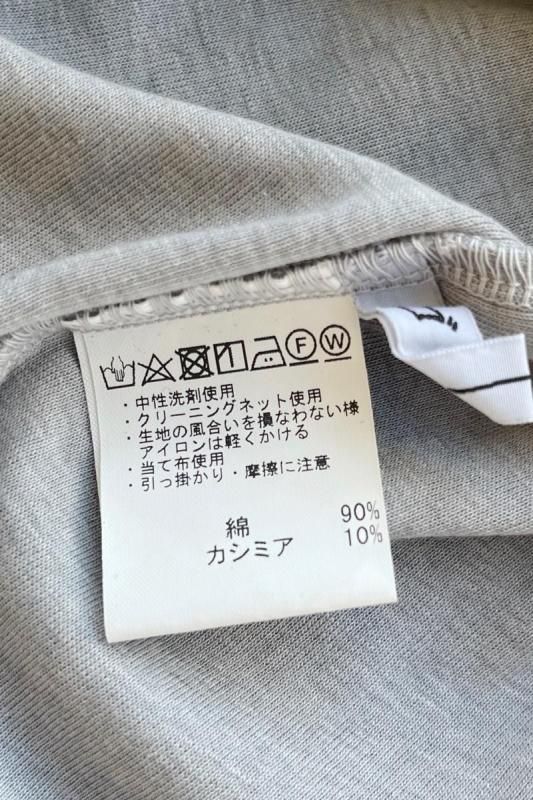 F W
・中性洗剤使用
・クリーニングネット使用
・生地の風合いを損なわない様
アイロンは軽くかける
・当て布使用
・引っ掛かり・摩擦に注意
綿 90%
カシミア 10%